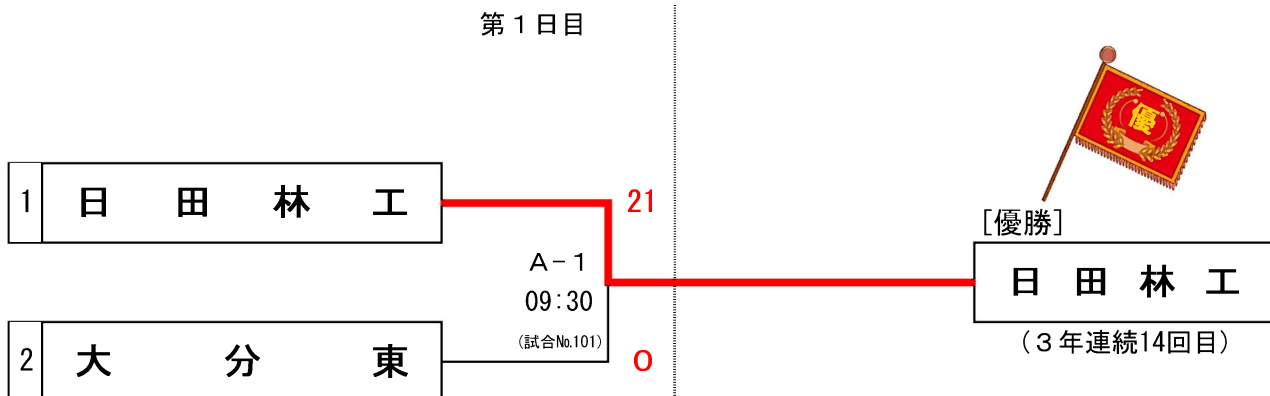 第１日目
優
1
日田林工
21
[優勝]
A-1
09:30
(試合No.101)
日田林工
(３年連続14回目)
2
大分東
0